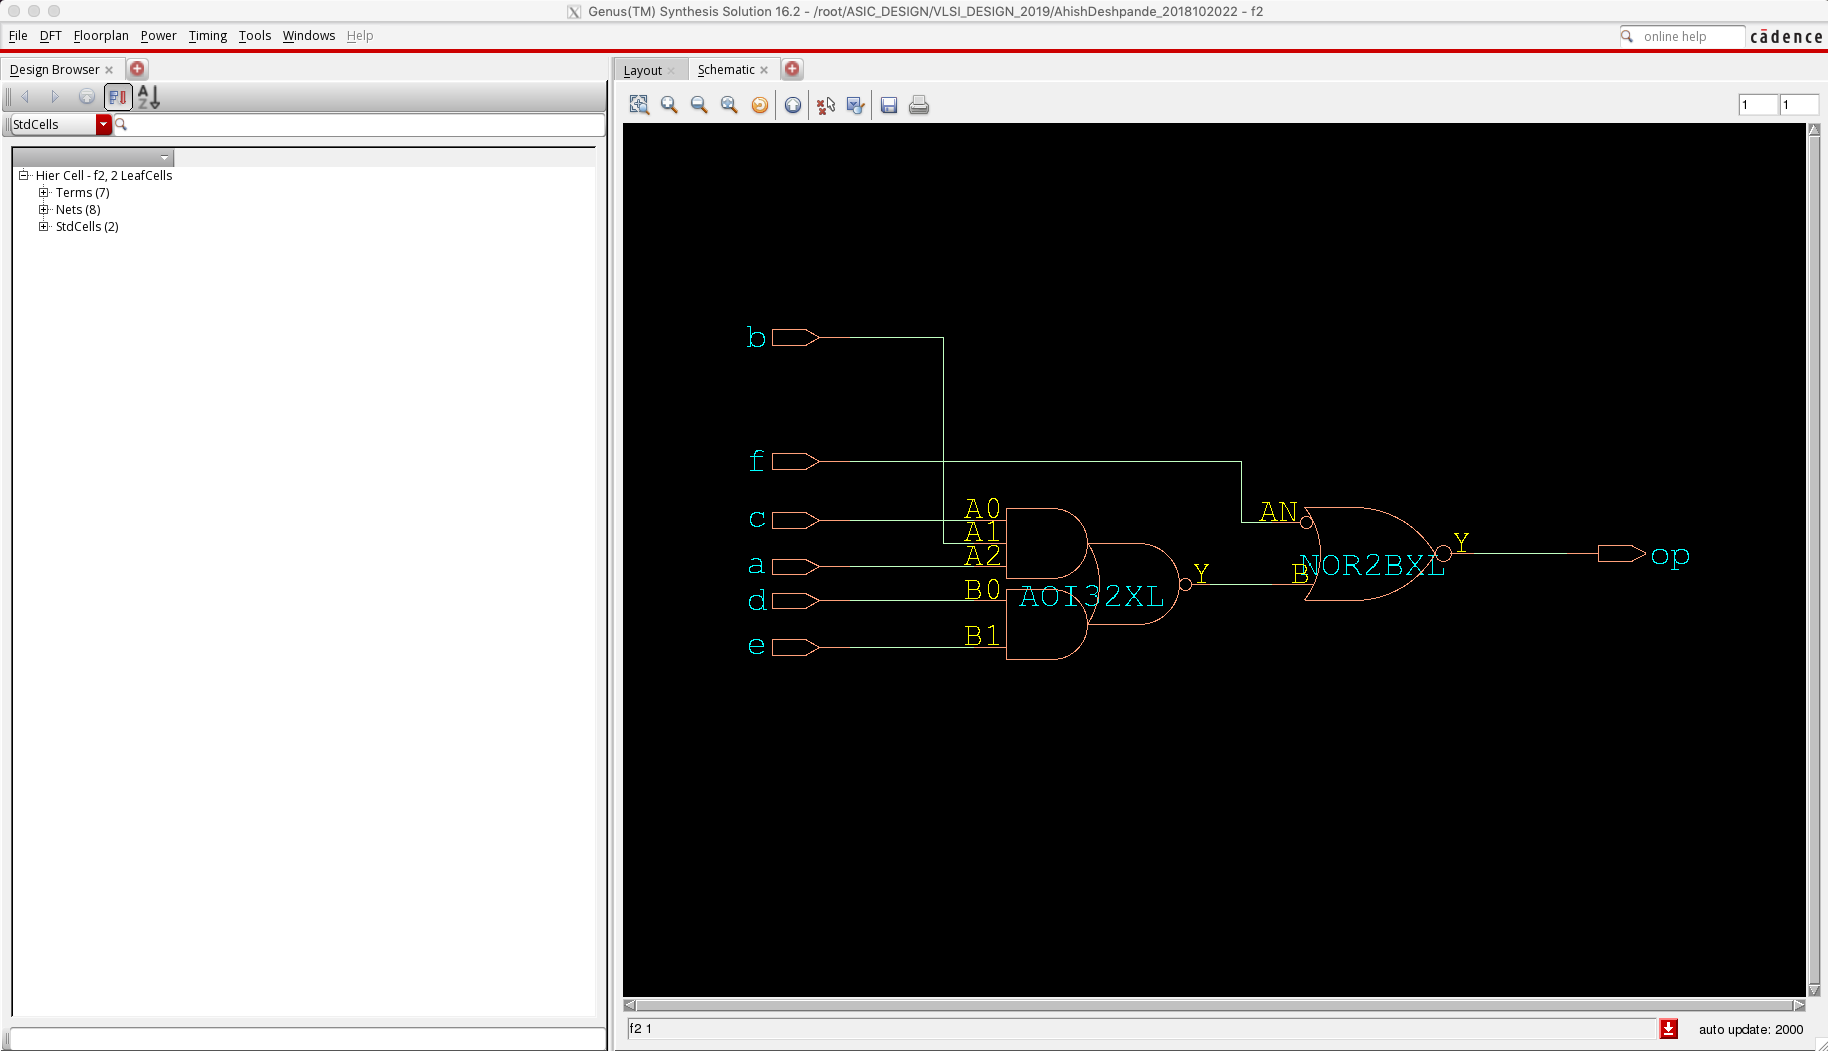 Genus(TM) Synthesis Solution 16.2 - /root/ASIC_DESIGN/VLSI_DESIGN_2019/AhishDeshpande_2018102022 - f2
File DFT Floorplan Power Timing Tools Windows Help
online help
cādence
Design Browser
Layout
Schematic
StdCells
1 1
Hier Cell - f2, 2 LeafCells
Terms (7)
Nets (8)
StdCells (2)
b
f
c
a
d
e
A0
A1
A2
B0
B1
AOI32XL
Y
AN
B
NOR2BXL
Y
op
f2 1
auto update: 2000